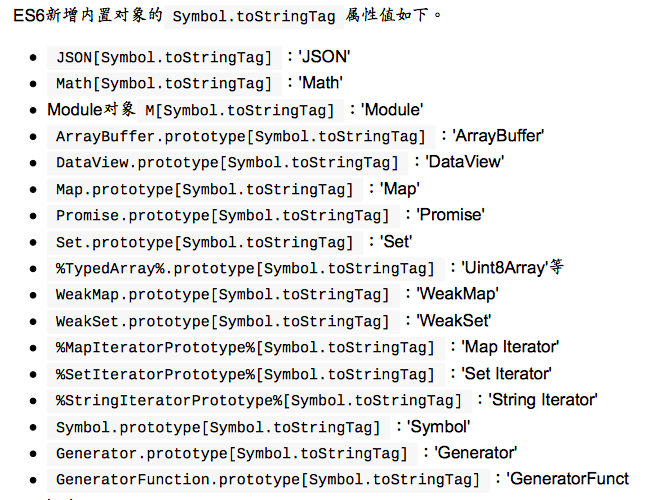 ES6新增内置对象的 Symbol.toStringTag 属性值如下。
JSON[Symbol.toStringTag] ：'JSON'
Math[Symbol.toStringTag] ：'Math'
Module对象 M[Symbol.toStringTag] ：'Module'
ArrayBuffer.prototype[Symbol.toStringTag] ：'ArrayBuffer'
DataView.prototype[Symbol.toStringTag] ：'DataView'
Map.prototype[Symbol.toStringTag] ：'Map'
Promise.prototype[Symbol.toStringTag] ：'Promise'
Set.prototype[Symbol.toStringTag] ：'Set'
%TypedArray%.prototype[Symbol.toStringTag] ：'Uint8Array'等
WeakMap.prototype[Symbol.toStringTag] ：'WeakMap'
WeakSet.prototype[Symbol.toStringTag] ：'WeakSet'
%MapIteratorPrototype%[Symbol.toStringTag] ：'Map Iterator'
%SetIteratorPrototype%[Symbol.toStringTag] ：'Set Iterator'
%StringIteratorPrototype%[Symbol.toStringTag] ：'String Iterator'
Symbol.prototype[Symbol.toStringTag] ：'Symbol'
Generator.prototype[Symbol.toStringTag] ：'Generator'
GeneratorFunction.prototype[Symbol.toStringTag] ：'GeneratorFunct